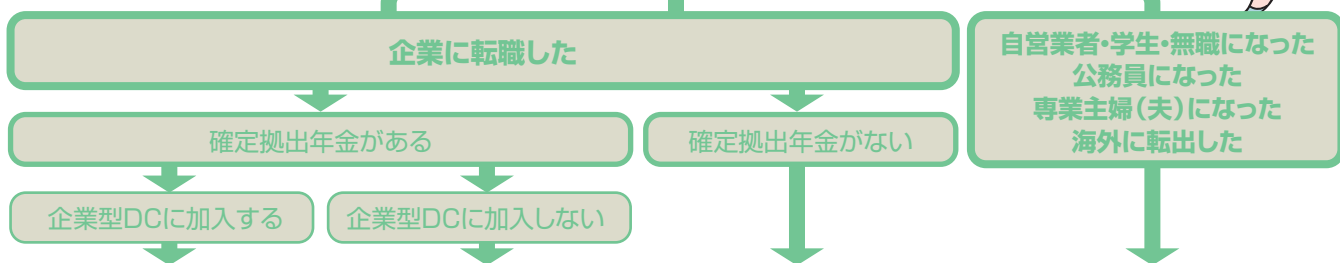 企業に転職した
自営業者・学生・無職になった
公務員になった
専業主婦（夫）になった
海外に転出した
確定拠出年金がある
確定拠出年金がない
企業型DCに加入する
企業型DCに加入しない